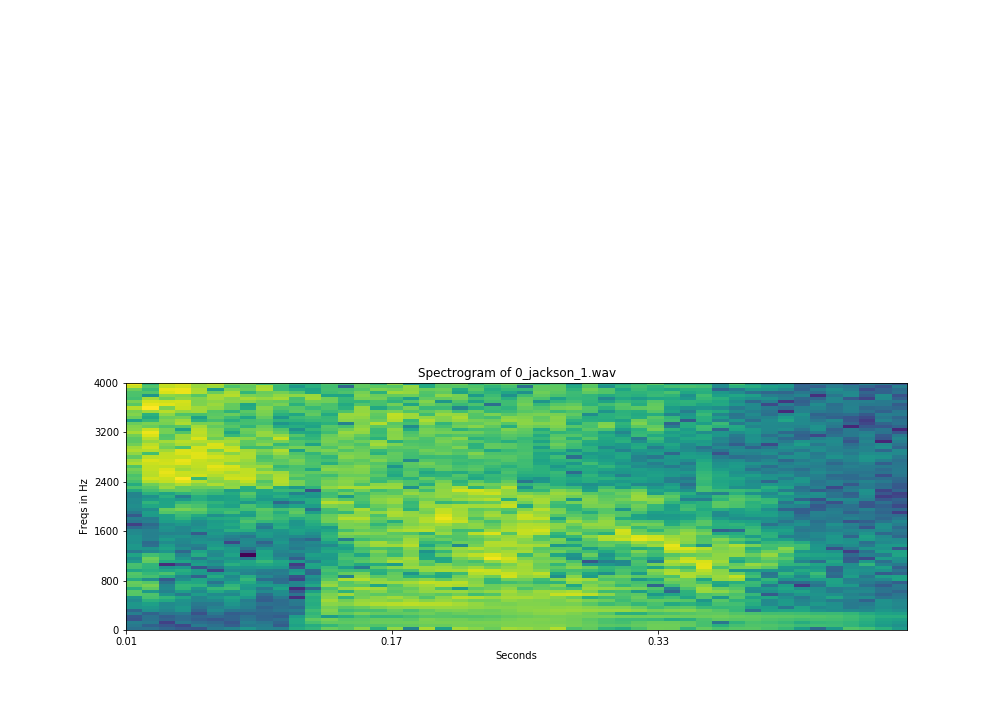 Spectrogram of 0_jackson_1.wav
4000
3200
2400
1600
800
0
Freqs in Hz
0.01 0.17 0.33
Seconds